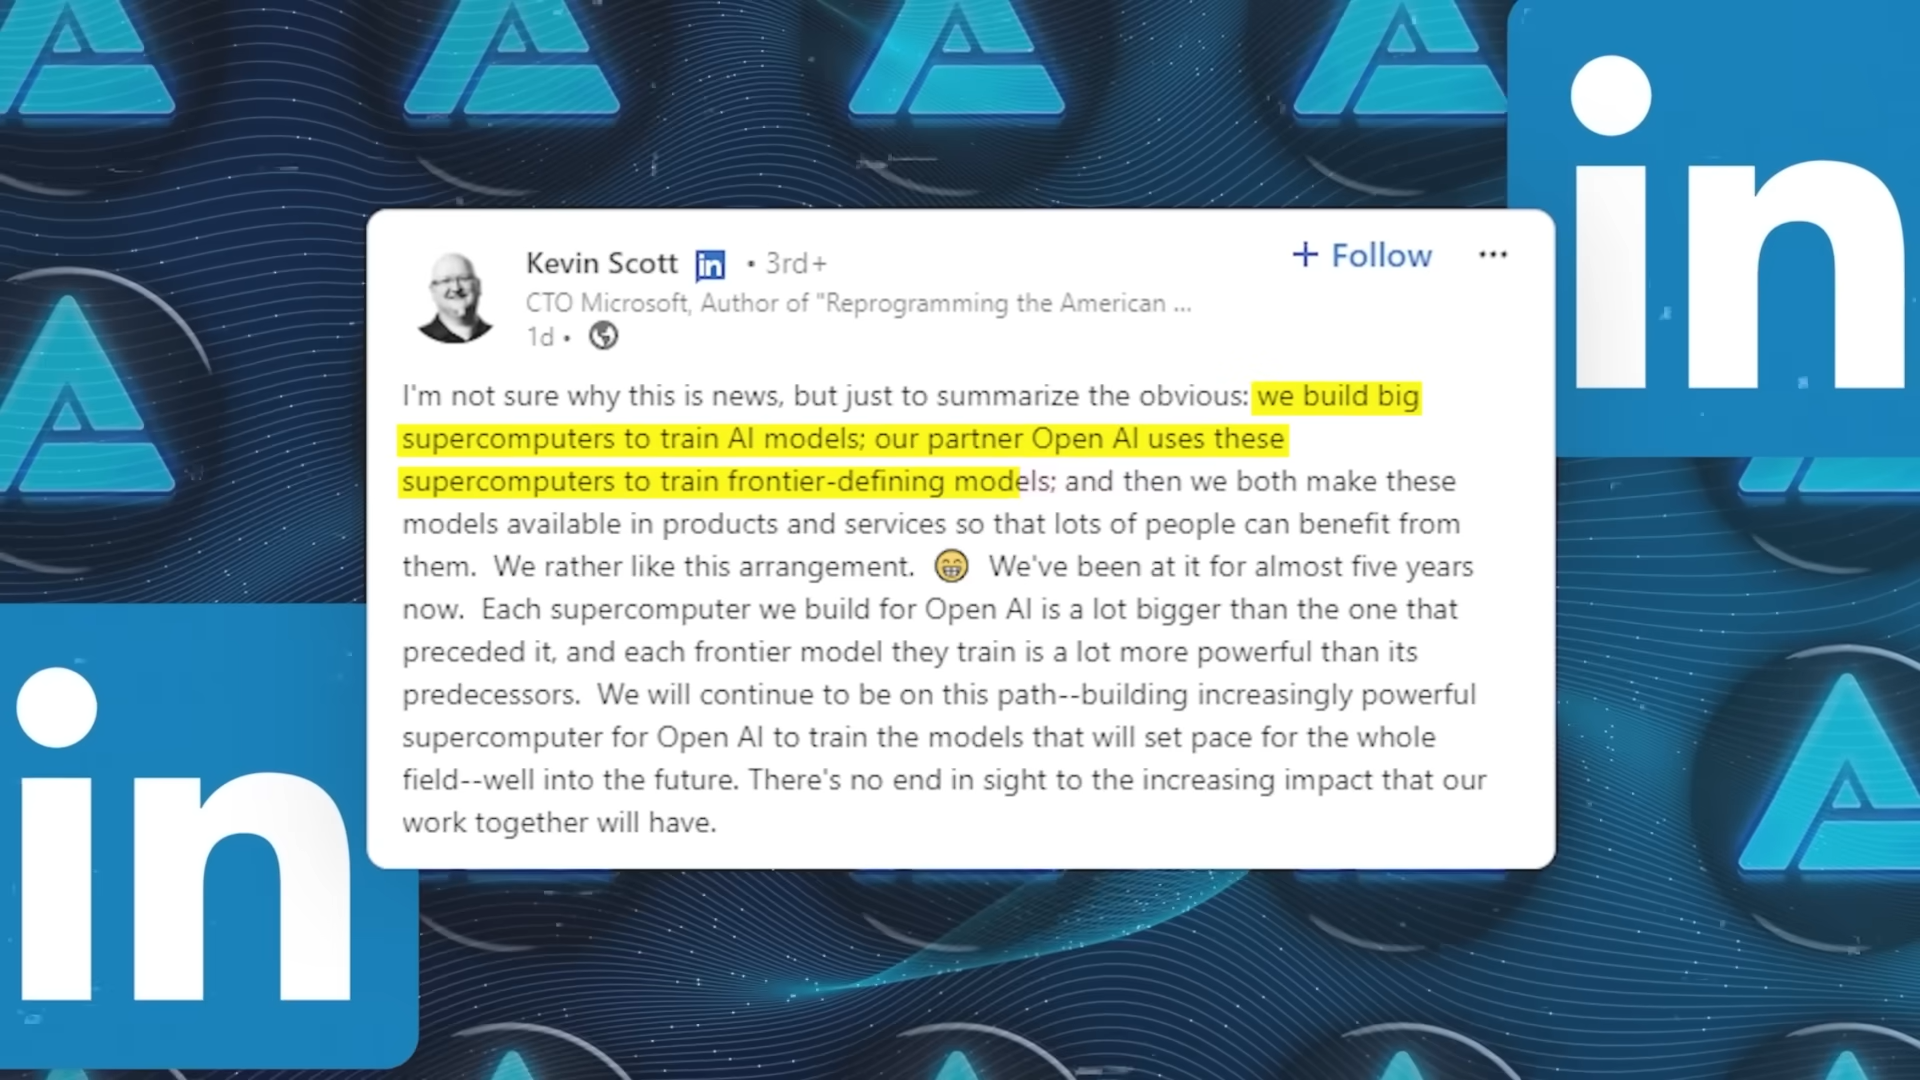 in
Kevin Scott in • 3rd+
+ Follow ...
CTO Microsoft, Author of "Reprogramming the American ...
1d •
I'm not sure why this is news, but just to summarize the obvious: we build big
supercomputers to train AI models; our partner Open AI uses these
supercomputers to train frontier-defining models; and then we both make these
models available in products and services so that lots of people can benefit from
them. We rather like this arrangement. 😁 We've been at it for almost five years
now. Each supercomputer we build for Open AI is a lot bigger than the one that
preceded it, and each frontier model they train is a lot more powerful than its
predecessors. We will continue to be on this path--building increasingly powerful
supercomputer for Open AI to train the models that will set pace for the whole
field--well into the future. There's no end in sight to the increasing impact that our
work together will have.
in